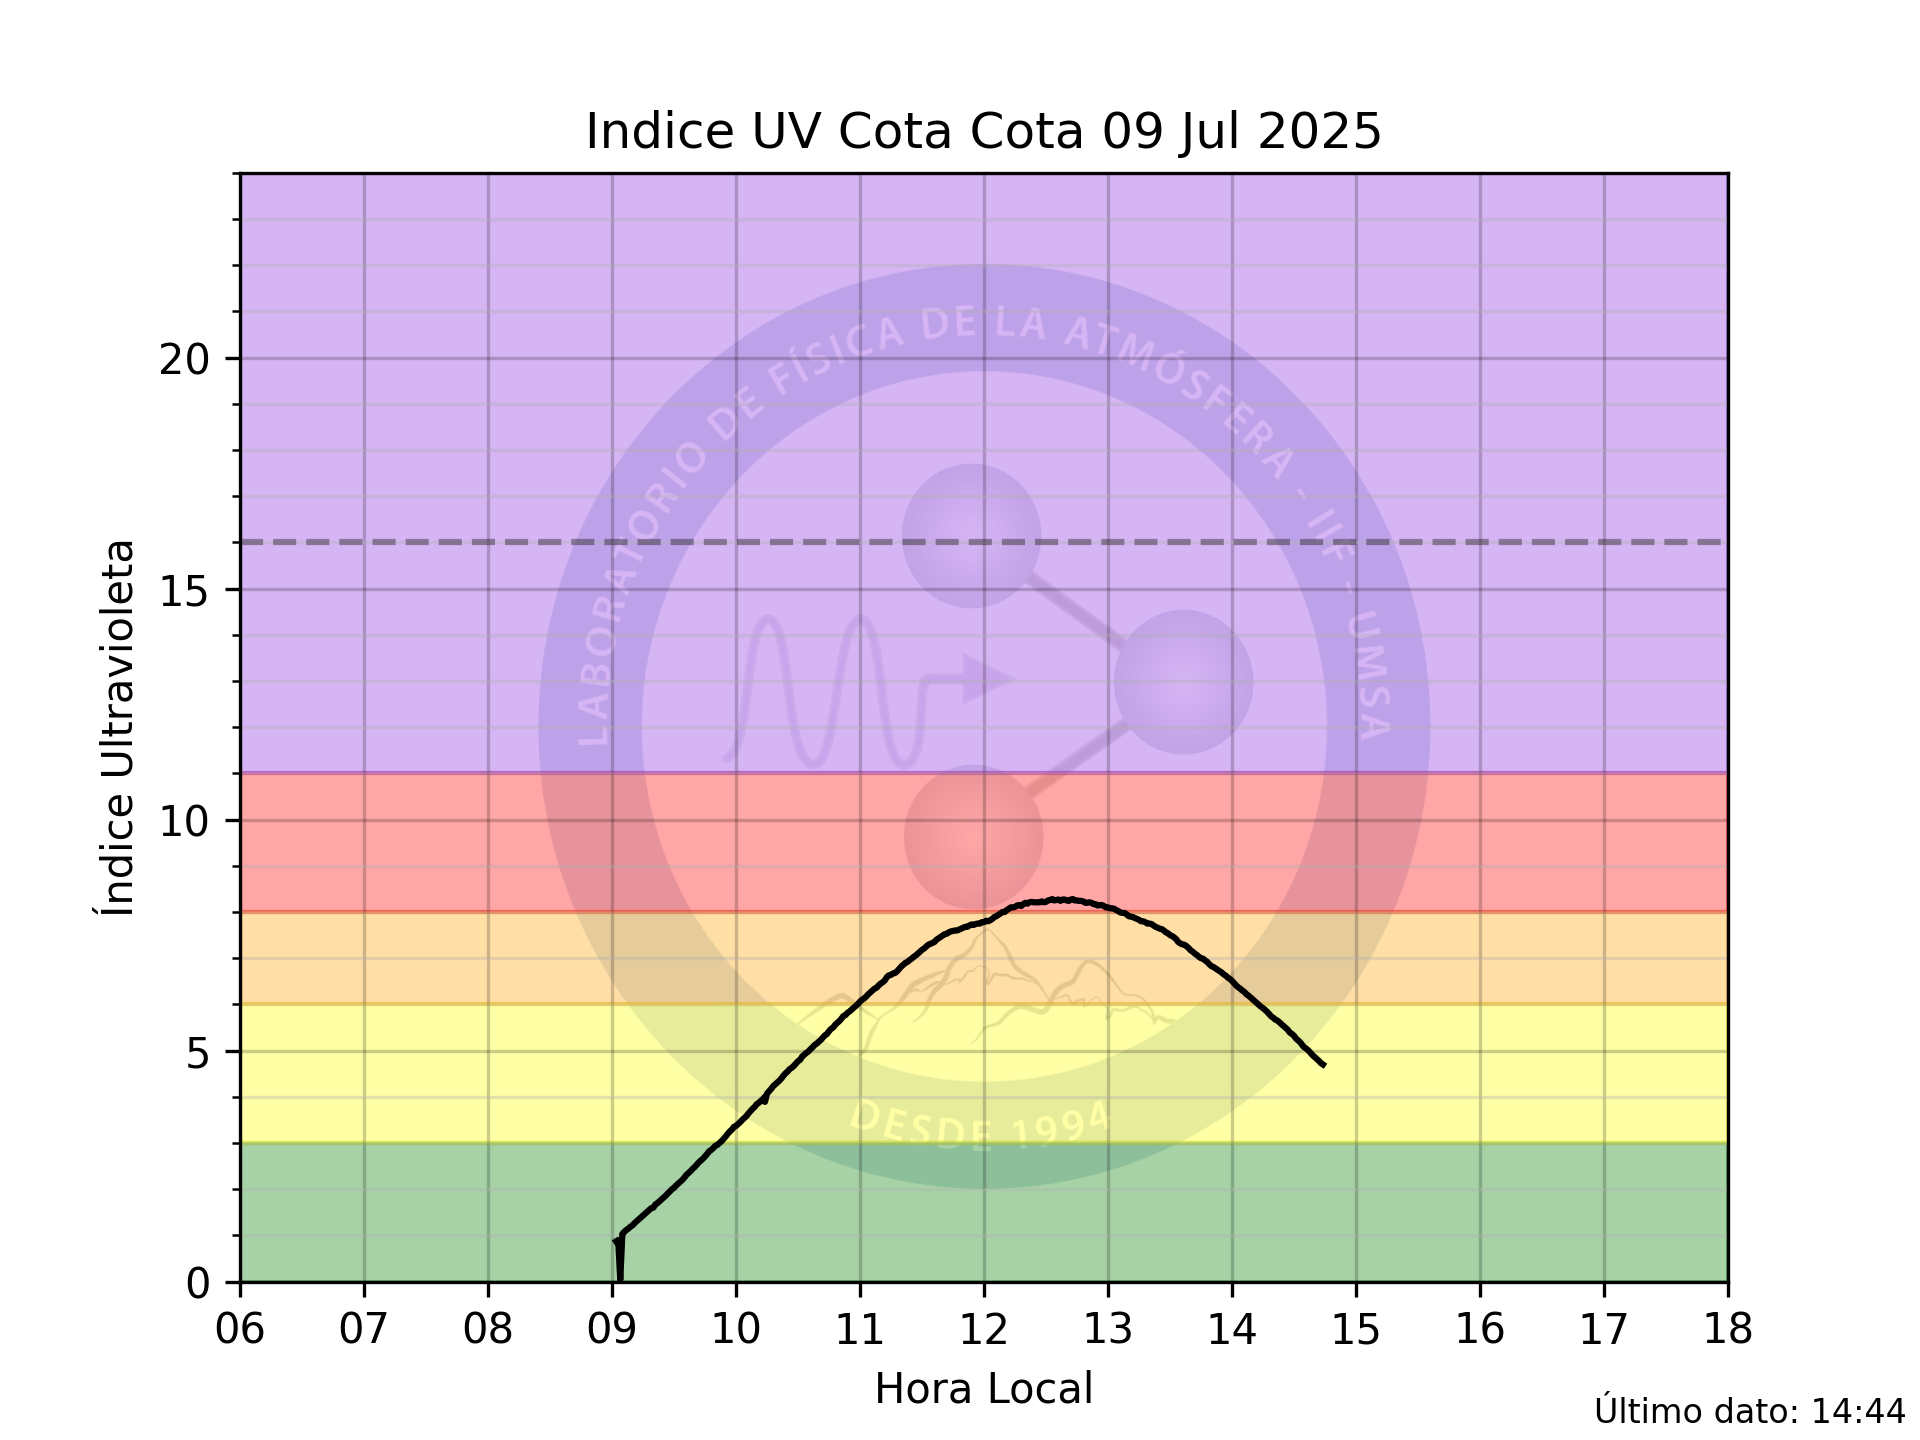 Indice UV Cota Cota 09 Jul 2025
LABORATORIO DE FÍSICA DE LA ATMÓSFERA - IIF - UMSA
DESDE 1994
Índice Ultravioleta
20
15
10
5
0
06 07 08 09 10 11 12 13 14 15 16 17 18
Hora Local
Último dato: 14:44